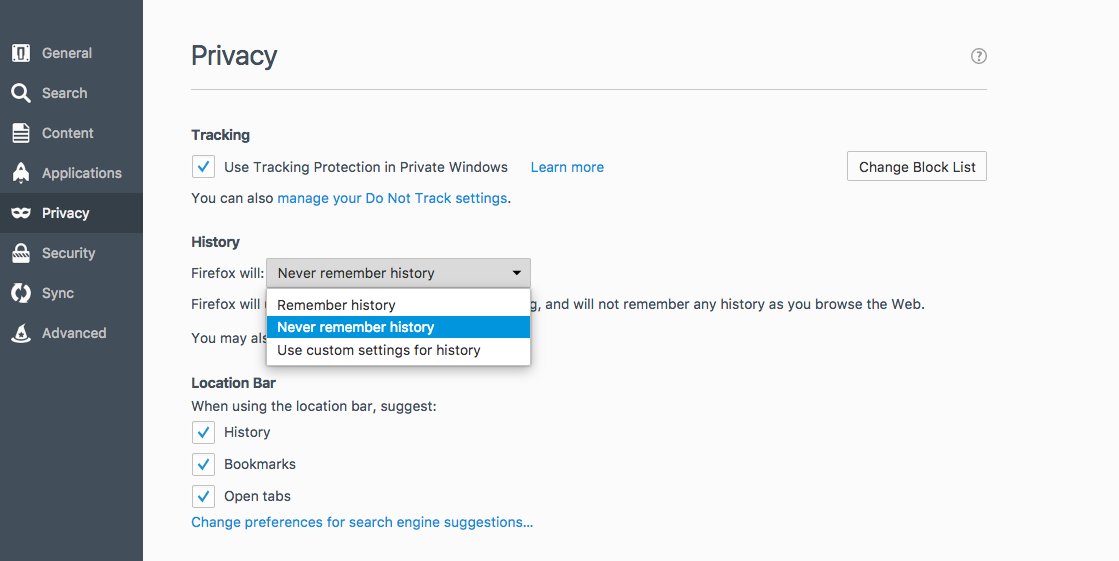 General
Search
Content
Applications
Privacy
Security
Sync
Advanced
Privacy
?
Tracking
Use Tracking Protection in Private Windows Learn more Change Block List
You can also manage your Do Not Track settings.
History
Firefox will: Never remember history
Remember history
Never remember history
Use custom settings for history
Firefox will g, and will not remember any history as you browse the Web.
You may
Location Bar
When using the location bar, suggest:
History
Bookmarks
Open tabs
Change preferences for search engine suggestions...